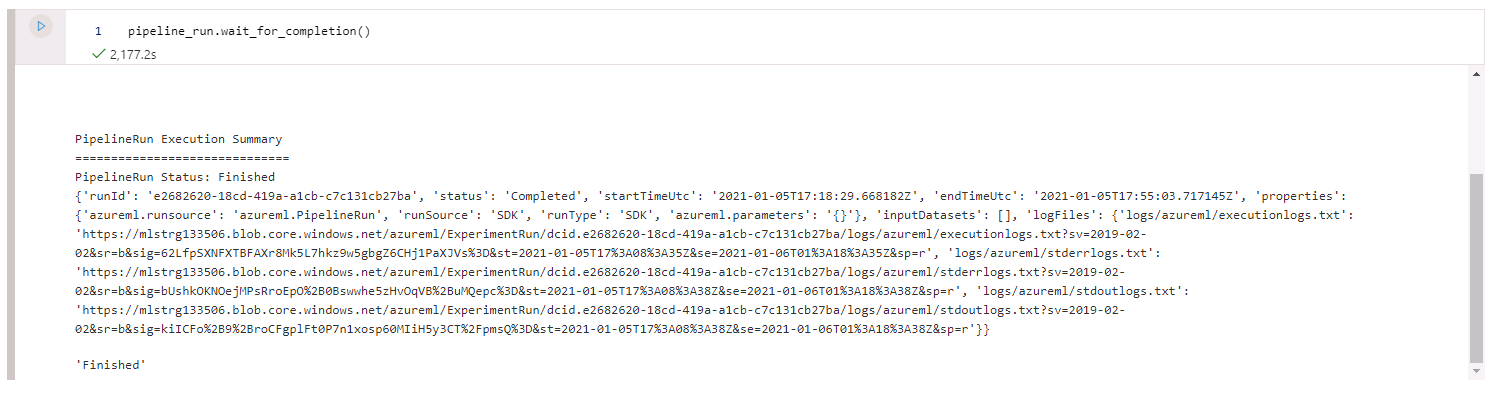 1 pipeline_run.wait_for_completion()
2,177.2s
PipelineRun Execution Summary
==============================
PipelineRun Status: Finished
{'runId': 'e2682620-18cd-419a-a1cb-c7c131cb27ba', 'status': 'Completed', 'startTimeUtc': '2021-01-05T17:18:29.668182Z', 'endTimeUtc': '2021-01-05T17:55:03.717145Z', 'properties':
{'azureml.runsource': 'azureml.PipelineRun', 'runSource': 'SDK', 'runType': 'SDK', 'azureml.parameters': '{}'}, 'inputDatasets': [], 'logFiles': {'logs/azureml/executionlogs.txt':
'https://mlstrg133506.blob.core.windows.net/azureml/ExperimentRun/dcid.e2682620-18cd-419a-a1cb-c7c131cb27ba/logs/azureml/executionlogs.txt?sv=2019-02-
02&sr=b&sig=62LfpSXNFXTBFAXr8Mk5L7hkz9w5gbgZ6CHj1PaXJVs%3D&st=2021-01-05T17%3A08%3A35Z&se=2021-01-06T01%3A18%3A35Z&sp=r', 'logs/azureml/stderrlogs.txt':
'https://mlstrg133506.blob.core.windows.net/azureml/ExperimentRun/dcid.e2682620-18cd-419a-a1cb-c7c131cb27ba/logs/azureml/stderrlogs.txt?sv=2019-02-
02&sr=b&sig=bUshkOKNOejMPsRroEpO%2B0Bswwhe5zHvOqVB%2BuMQepc%3D&st=2021-01-05T17%3A08%3A38Z&se=2021-01-06T01%3A18%3A38Z&sp=r', 'logs/azureml/stdoutlogs.txt':
'https://mlstrg133506.blob.core.windows.net/azureml/ExperimentRun/dcid.e2682620-18cd-419a-a1cb-c7c131cb27ba/logs/azureml/stdoutlogs.txt?sv=2019-02-
02&sr=b&sig=kiICFo%2B9%2BroCFgplFt0P7n1xosp60MIiH5y3CT%2FpmsQ%3D&st=2021-01-05T17%3A08%3A38Z&se=2021-01-06T01%3A18%3A38Z&sp=r'}}
'Finished'